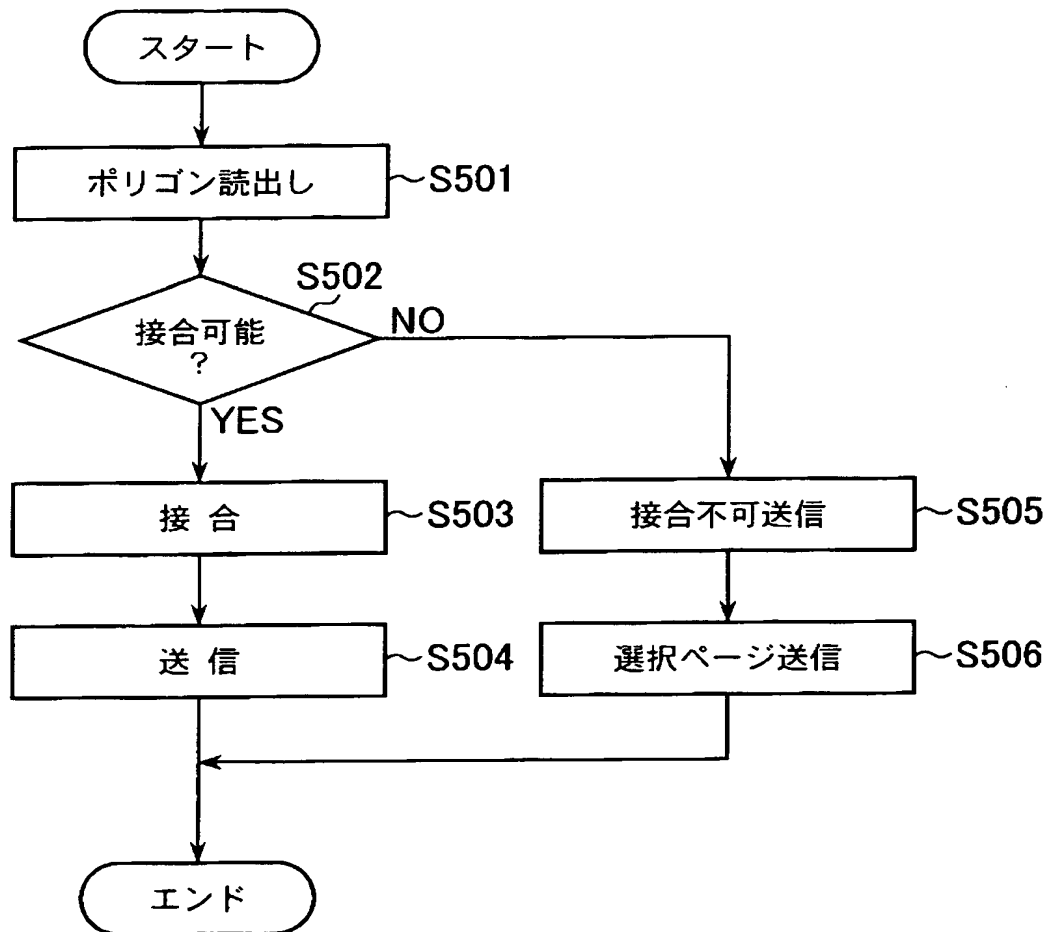 スタート
ポリゴン読出し
S501
S502
接合可能
?
NO
YES
接 合
S503
接合不可送信
S505
送 信
S504
選択ページ送信
S506
エンド